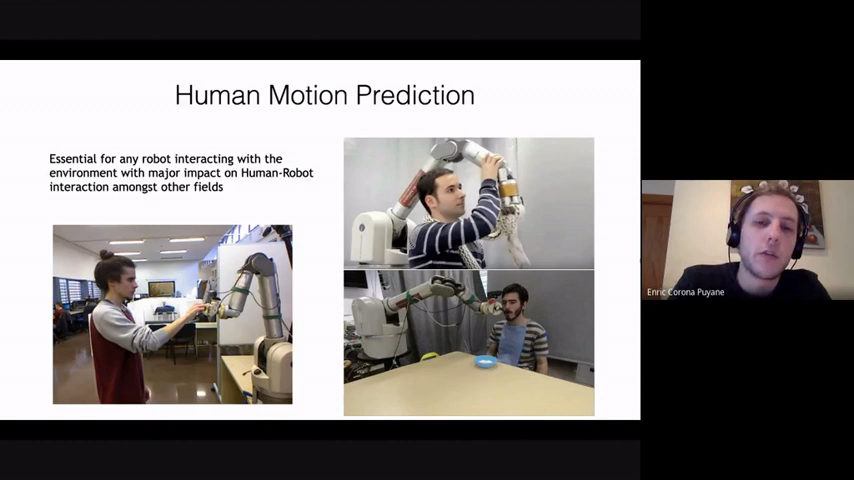 Human Motion Prediction
Essential for any robot interacting with the
environment with major impact on Human-Robot
interaction amongst other fields
Enric Corona Puyane